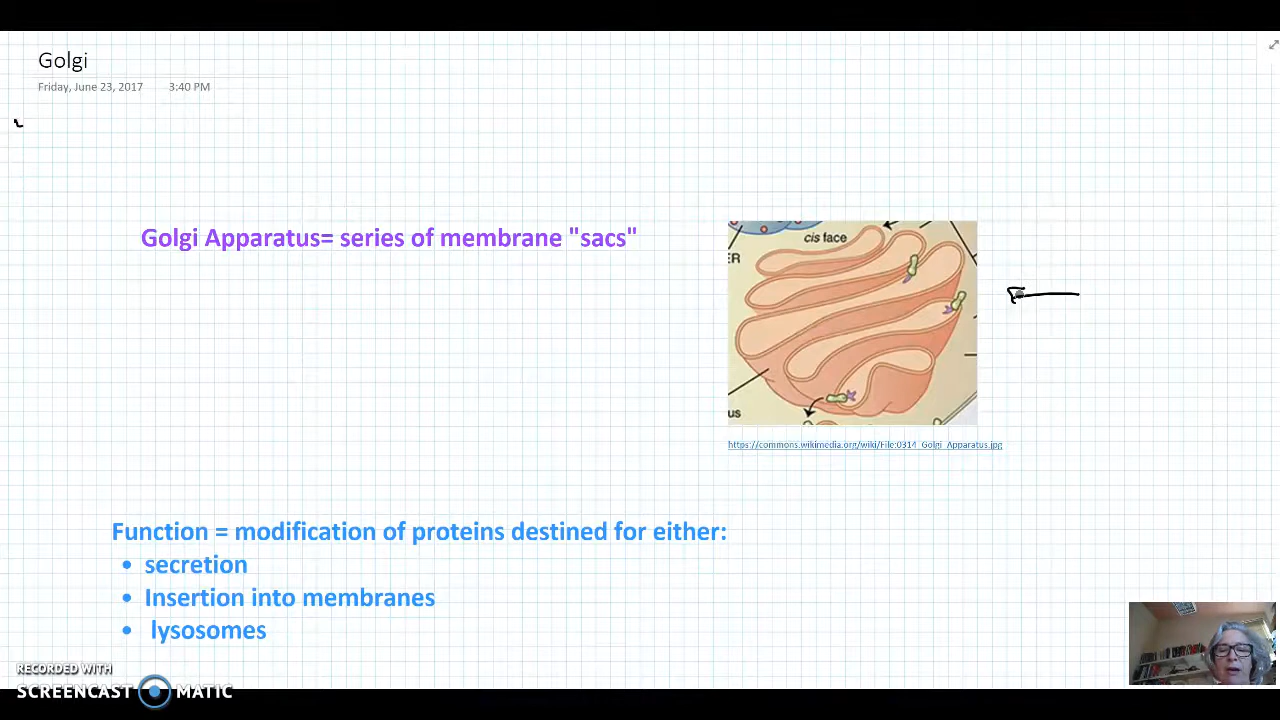 Golgi
Friday, June 23, 2017 3:40 PM
Golgi Apparatus= series of membrane "sacs"
cis face
ER
us
https://commons.wikimedia.org/wiki/File:0314_Golgi_Apparatus.jpg
Function = modification of proteins destined for either:
• secretion
• Insertion into membranes
• lysosomes
RECORDED WITH
SCREENCAST MATIC